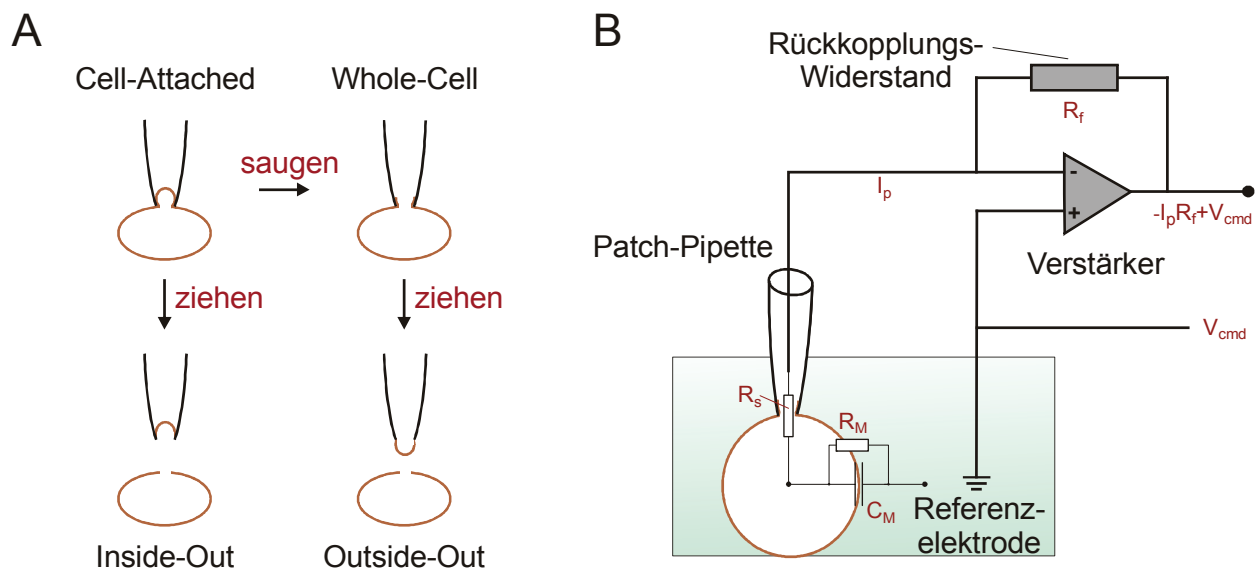 A
Cell-Attached
Whole-Cell
saugen
ziehen
ziehen
Inside-Out
Outside-Out
B
Rückkopplungs-
Widerstand
Rf
Ip
-
+
-IpRf+Vcmd
Verstärker
Patch-Pipette
Vcmd
Rs
RM
CM
Referenz-
elektrode